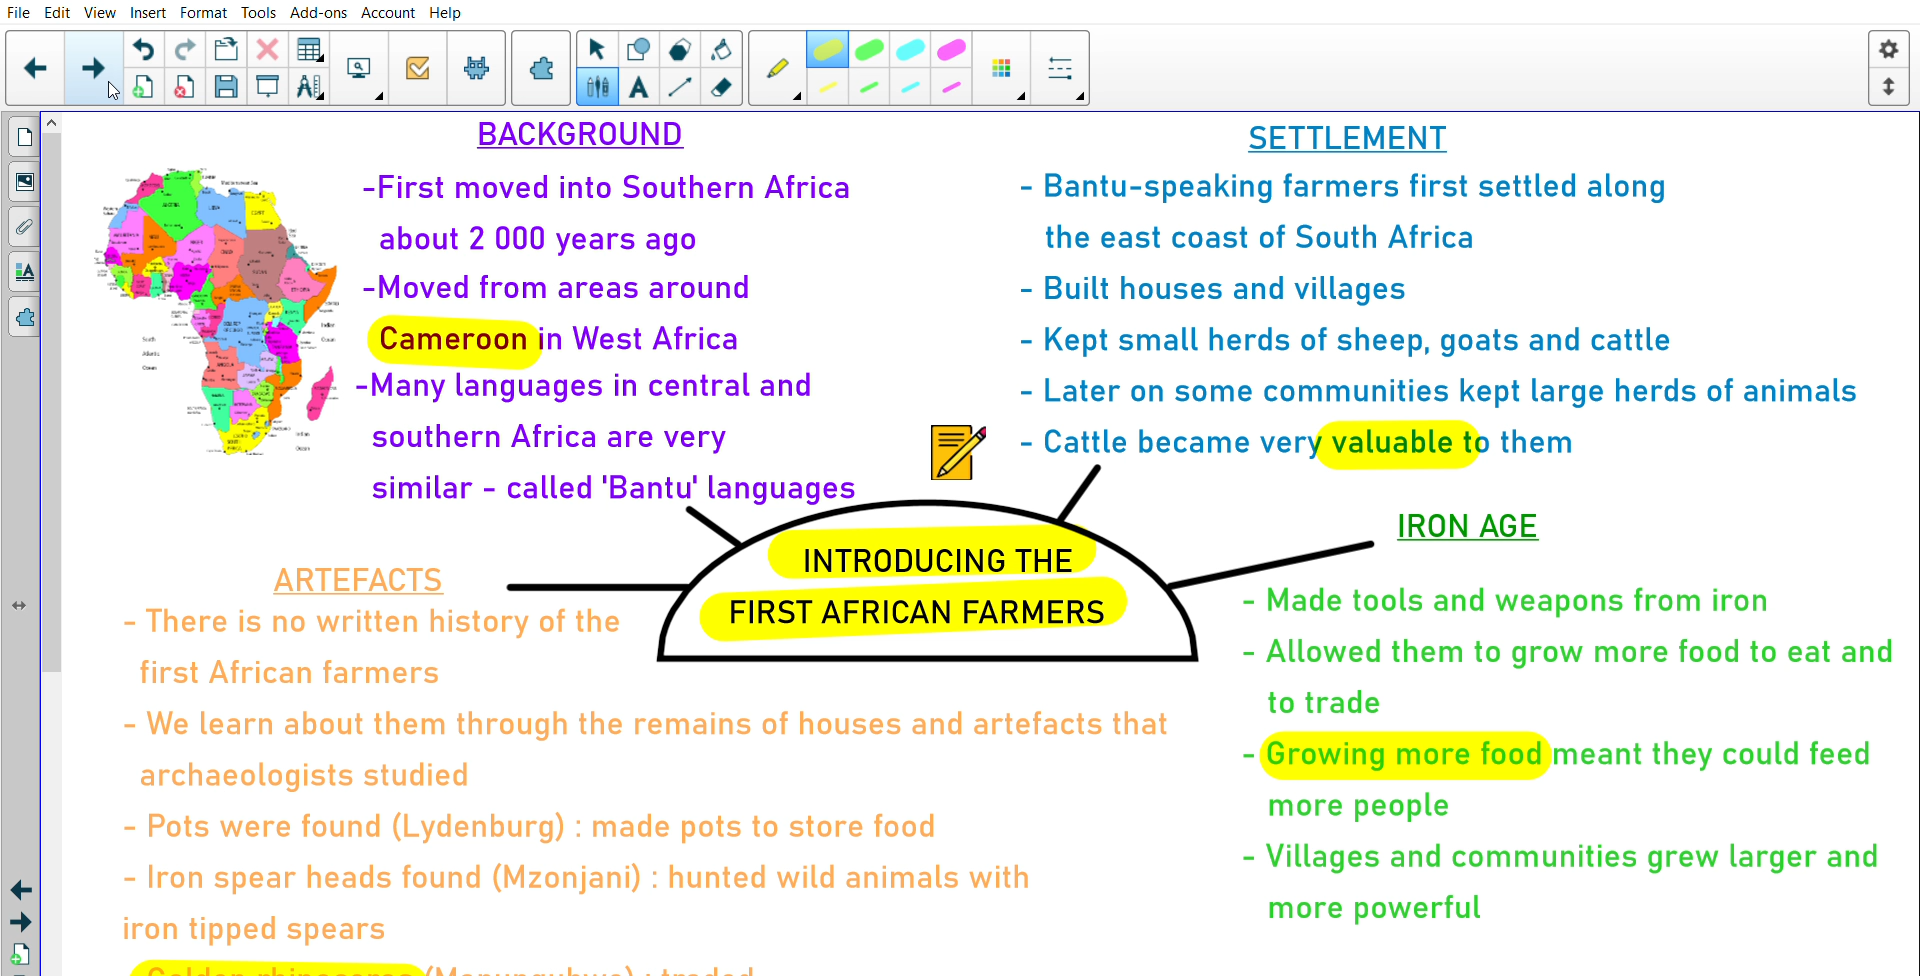 File Edit View Insert Format Tools Add-ons Account Help
BACKGROUND
-First moved into Southern Africa
about 2 000 years ago
-Moved from areas around
Cameroon in West Africa
-Many languages in central and
southern Africa are very
similar - called 'Bantu' languages
SETTLEMENT
- Bantu-speaking farmers first settled along
the east coast of South Africa
- Built houses and villages
- Kept small herds of sheep, goats and cattle
- Later on some communities kept large herds of animals
- Cattle became very valuable to them
INTRODUCING THE
FIRST AFRICAN FARMERS
IRON AGE
- Made tools and weapons from iron
- Allowed them to grow more food to eat and
to trade
- Growing more food meant they could feed
more people
- Villages and communities grew larger and
more powerful
ARTEFACTS
- There is no written history of the
first African farmers
- We learn about them through the remains of houses and artefacts that
archaeologists studied
- Pots were found (Lydenburg) : made pots to store food
- Iron spear heads found (Mzonjani) : hunted wild animals with
iron tipped spears